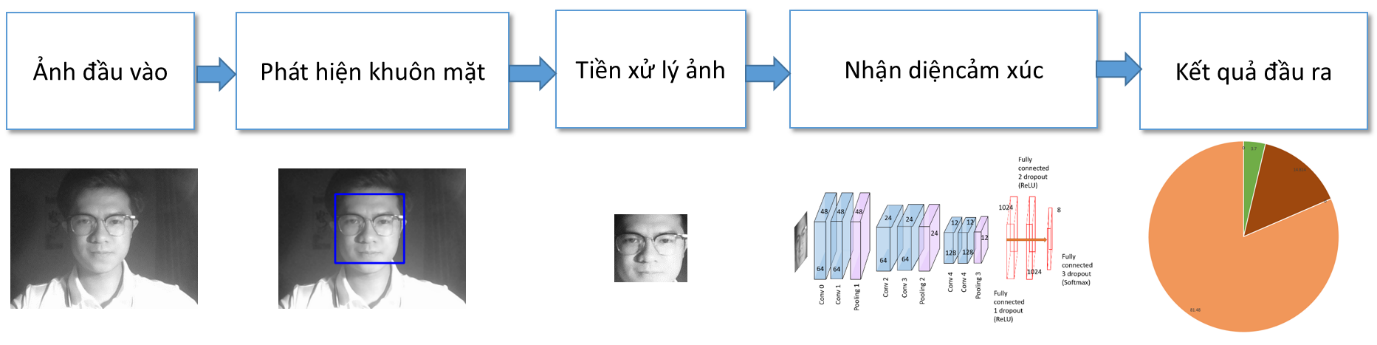 Ảnh đầu vào
Phát hiện khuôn mặt
Tiền xử lý ảnh
Nhận diệncảm xúc
Kết quả đầu ra
48
48
48
64
64
Conv 0
Conv 1
Pooling 1
24
24
24
64
64
Conv 2
Conv 3
Pooling 2
12
12
12
128
128
Conv 4
Conv 4
Pooling 3
Fully
connected
2 dropout
(ReLU)
1024
1024
8
Fully
connected
1 dropout
(ReLU)
Fully
connected
3 dropout
(Softmax)